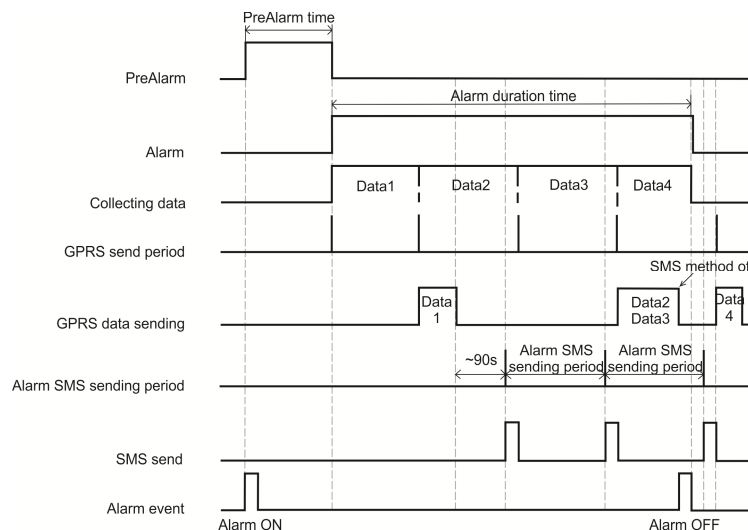 PreAlarm time
PreAlarm
Alarm duration time
Alarm
Data1 Data2 Data3 Data4
Collecting data
GPRS send period
SMS method of
Data 1
Data2 Data3
Data 4
GPRS data sending
~90s
Alarm SMS sending period
Alarm SMS sending period
Alarm SMS sending period
SMS send
Alarm event
Alarm ON
Alarm OFF